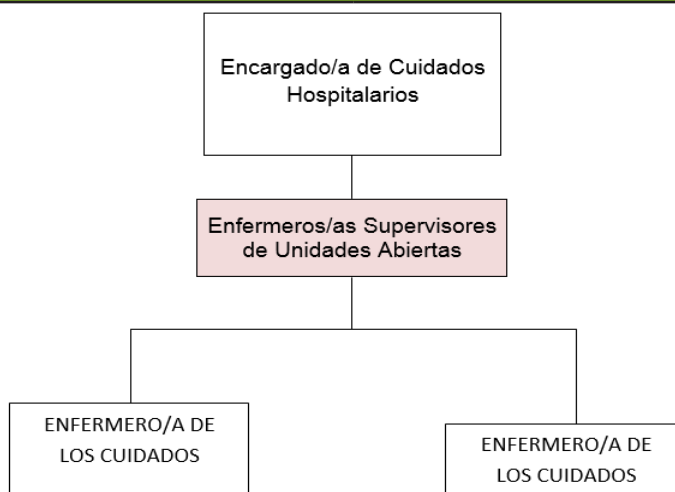 Encargado/a de Cuidados
Hospitalarios
Enfermeros/as Supervisores
de Unidades Abiertas
ENFERMERO/A DE
LOS CUIDADOS
ENFERMERO/A DE
LOS CUIDADOS